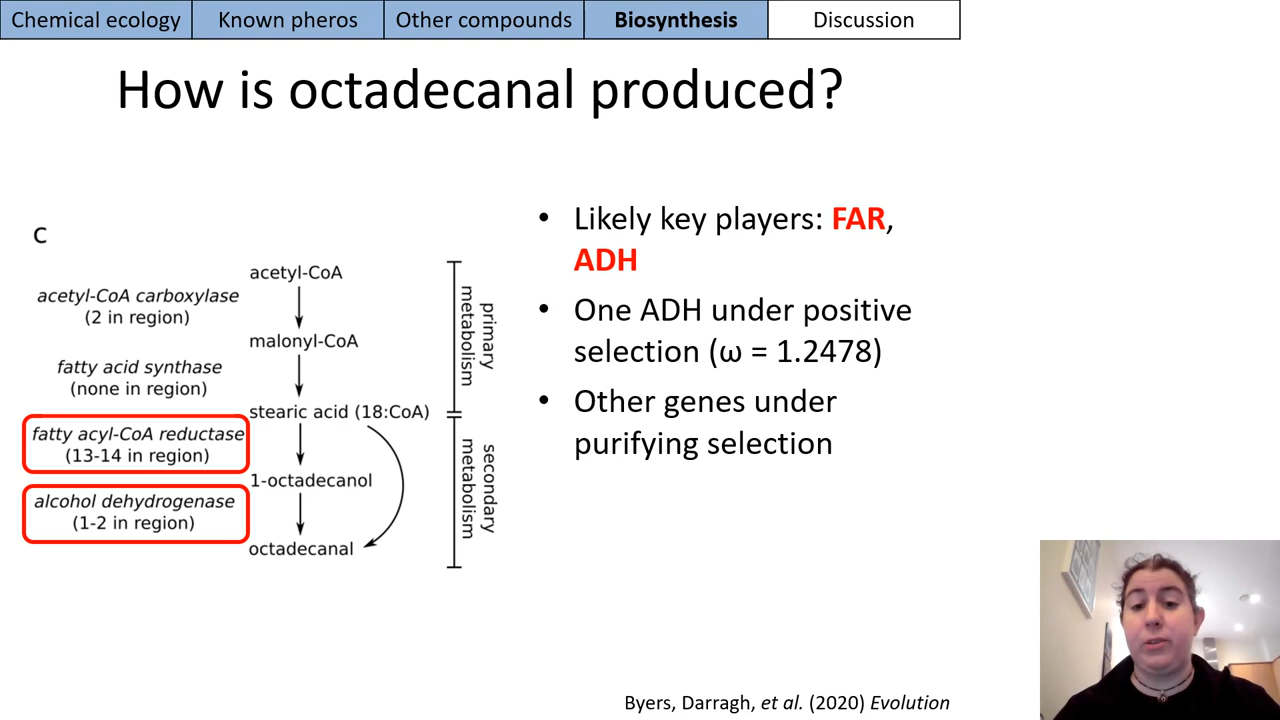 Chemical ecology
Known pheros
Other compounds
Biosynthesis
Discussion
How is octadecanal produced?
C
acetyl-CoA
acetyl-CoA carboxylase
(2 in region)
malonyl-CoA
fatty acid synthase
(none in region)
stearic acid (18:CoA)
fatty acyl-CoA reductase
(13-14 in region)
1-octadecanol
alcohol dehydrogenase
(1-2 in region)
octadecanal
primary
metabolism
secondary
metabolism
• Likely key players: FAR,
ADH
• One ADH under positive
selection (ω = 1.2478)
• Other genes under
purifying selection
Byers, Darragh, et al. (2020) Evolution